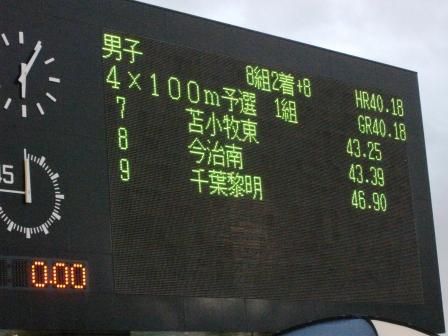 男子 8組2着+8 HR40.18
4×100m予選 1組 GR40.18
7 苫小牧東 43.25
8 今治南 43.39
9 千葉黎明 46.90
45
0:00